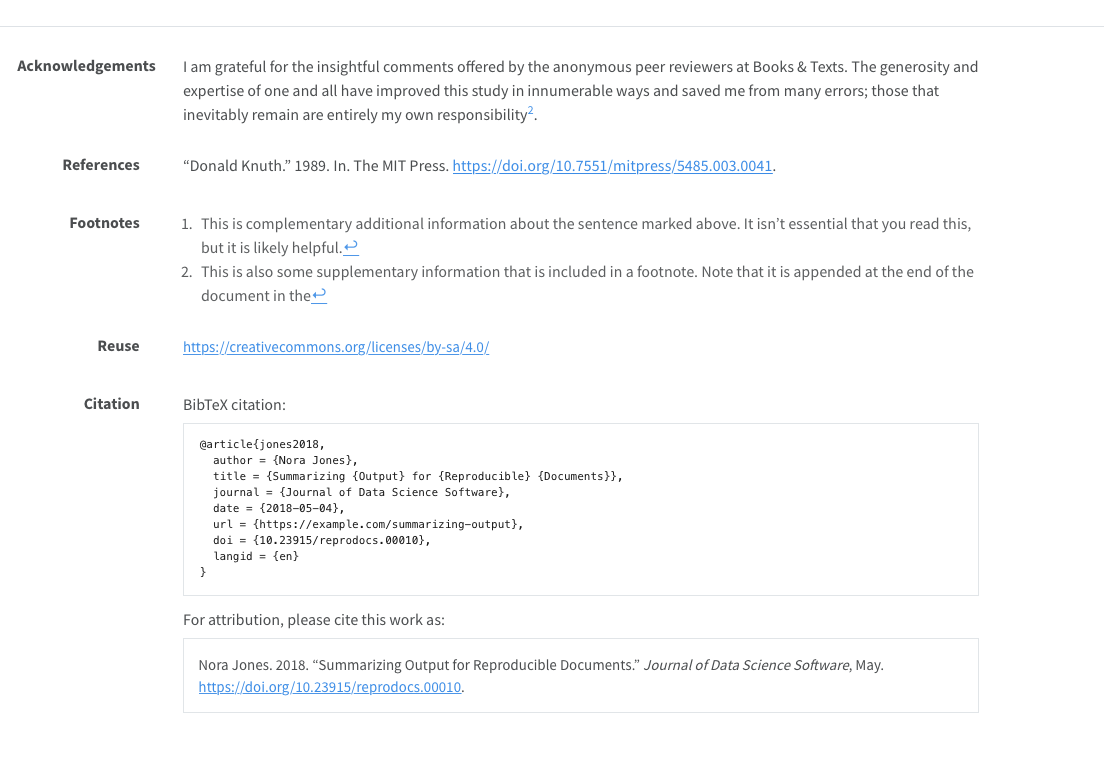 Acknowledgements
I am grateful for the insightful comments offered by the anonymous peer reviewers at Books & Texts. The generosity and
expertise of one and all have improved this study in innumerable ways and saved me from many errors; those that
inevitably remain are entirely my own responsibility2.
References
“Donald Knuth.” 1989. In. The MIT Press. https://doi.org/10.7551/mitpress/5485.003.0041.
Footnotes
1. This is complementary additional information about the sentence marked above. It isn’t essential that you read this,
but it is likely helpful.↩
2. This is also some supplementary information that is included in a footnote. Note that it is appended at the end of the
document in the↩
Reuse
https://creativecommons.org/licenses/by-sa/4.0/
Citation
BibTeX citation:
@article{jones2018,
  author = {Nora Jones},
  title = {Summarizing {Output} for {Reproducible} {Documents}},
  journal = {Journal of Data Science Software},
  date = {2018-05-04},
  url = {https://example.com/summarizing-output},
  doi = {10.23915/reprodocs.00010},
  langid = {en}
}
For attribution, please cite this work as:
Nora Jones. 2018. “Summarizing Output for Reproducible Documents.” Journal of Data Science Software, May.
https://doi.org/10.23915/reprodocs.00010.